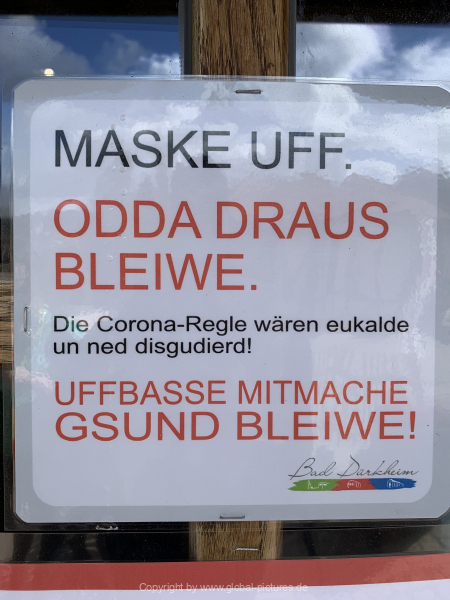 MASKE UFF.
ODDA DRAUS
BLEIWE.
Die Corona-Regle wären eukalde
un ned disgudierd!
UFFBASSE MITMACHE
GSUND BLEIWE!
Bad Dürkheim
Copyright by www.global-pictures.de